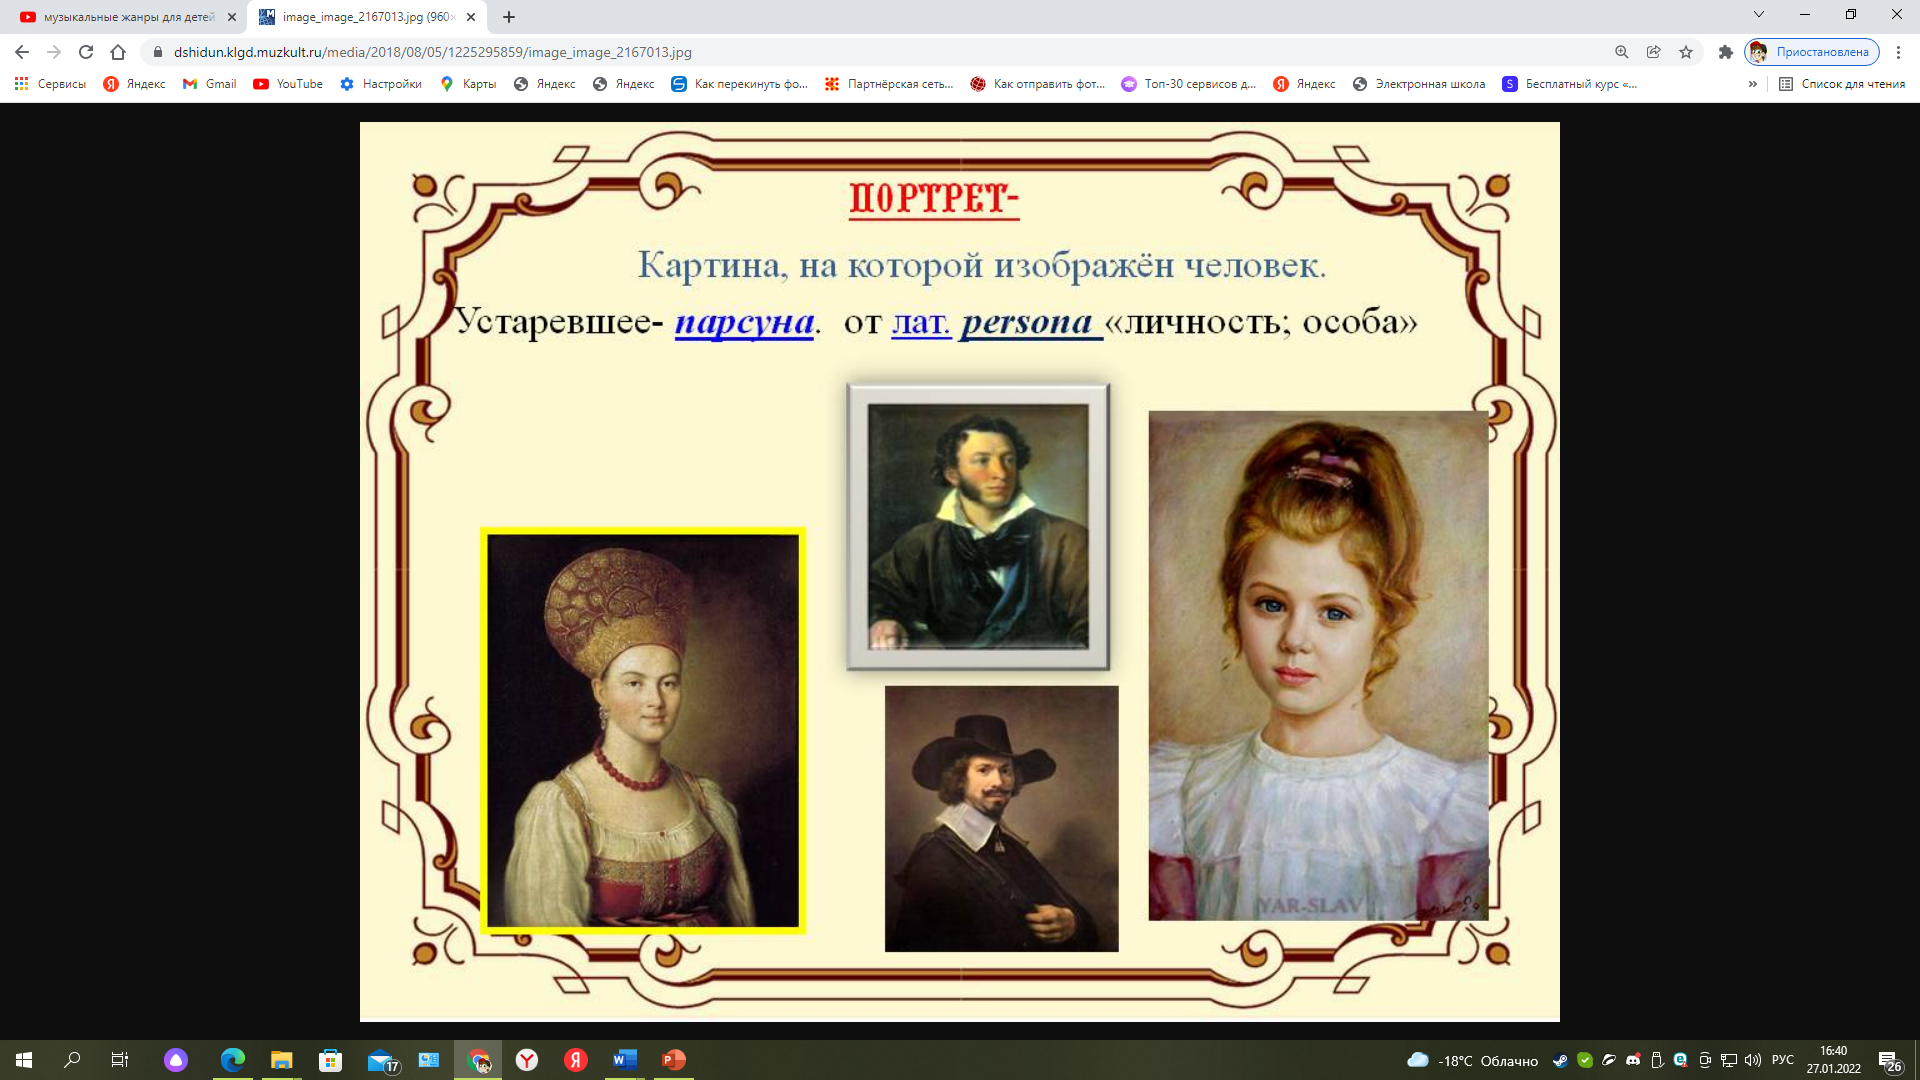 музыкальные жанры для детей
image_image_2167013.jpg (960×
dshidun.klgd.muzkult.ru/media/2018/08/05/1225295859/image_image_2167013.jpg
Приостановлена
Сервисы Яндекс Gmail YouTube Настройки Карты Яндекс Яндекс Как перекинуть фо... Партнёрская сеть... Как отправить фот... Топ-30 сервисов д... Яндекс Электронная школа Бесплатный курс «... » Список для чтения
ПОРТРЕТ-
Картина, на которой изображён человек.
Устаревшее- парсуна. от лат. persona «личность; особа»
YAR-SLAV
17
-18°C Облачно
РУС
16:40
27.01.2022
26